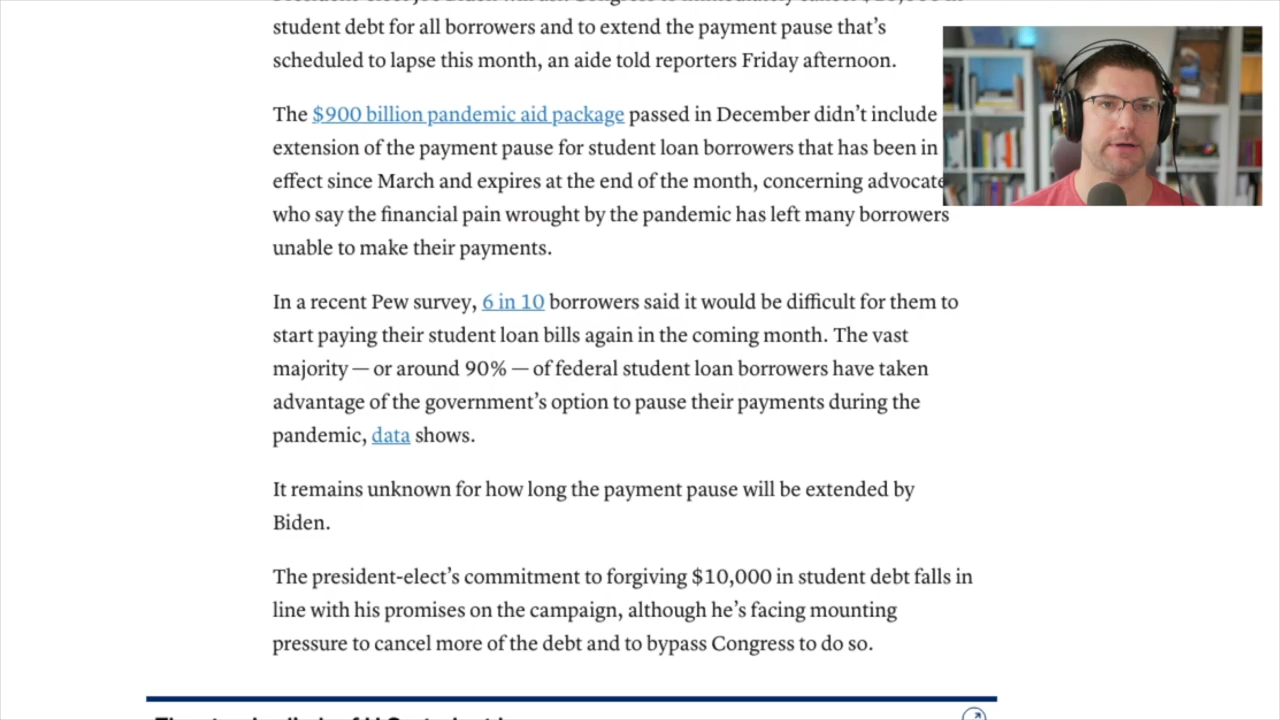 student debt for all borrowers and to extend the payment pause that’s
scheduled to lapse this month, an aide told reporters Friday afternoon.
The $900 billion pandemic aid package passed in December didn’t include
extension of the payment pause for student loan borrowers that has been in
effect since March and expires at the end of the month, concerning advocate
who say the financial pain wrought by the pandemic has left many borrowers
unable to make their payments.
In a recent Pew survey, 6 in 10 borrowers said it would be difficult for them to
start paying their student loan bills again in the coming month. The vast
majority — or around 90% — of federal student loan borrowers have taken
advantage of the government’s option to pause their payments during the
pandemic, data shows.
It remains unknown for how long the payment pause will be extended by
Biden.
The president-elect’s commitment to forgiving $10,000 in student debt falls in
line with his promises on the campaign, although he’s facing mounting
pressure to cancel more of the debt and to bypass Congress to do so.